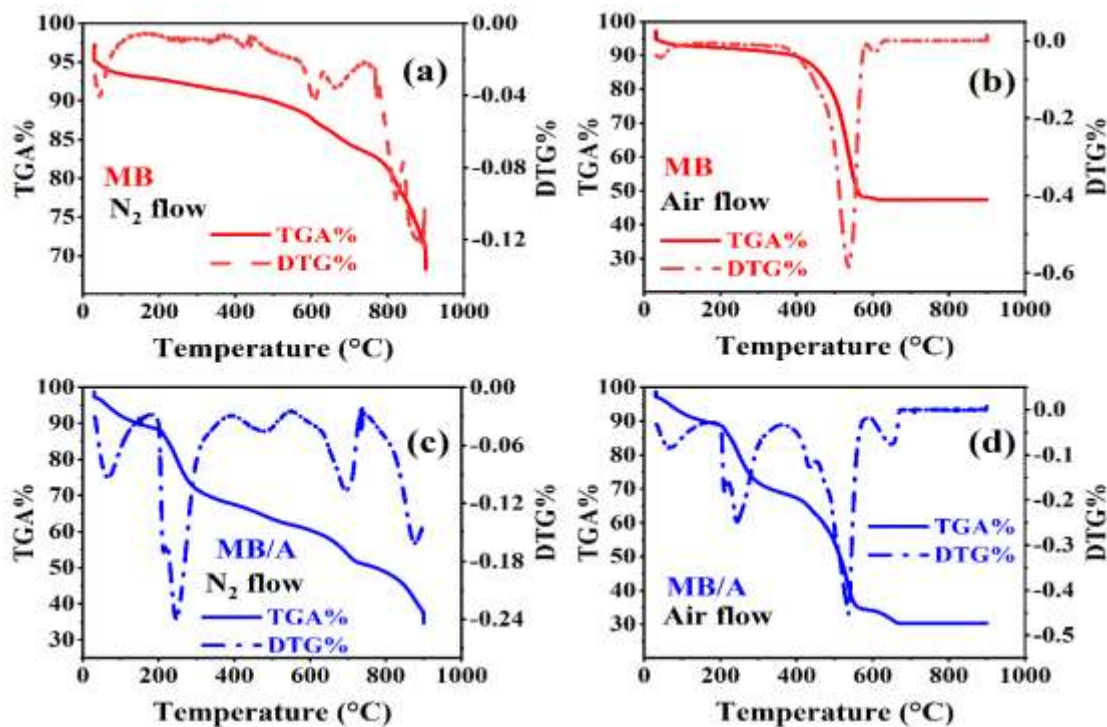 100
95
90
85
80
75
70
TGA%
0.00
-0.04
-0.08
-0.12
DTG%
(a)
MB
N2 flow
TGA%
DTG%
0 200 400 600 800 1000
Temperature (°C)
100
90
80
70
60
50
40
30
TGA%
0.0
-0.2
-0.4
-0.6
DTG%
(b)
MB
Air flow
TGA%
DTG%
0 200 400 600 800 1000
Temperature (°C)
100
90
80
70
60
50
40
30
TGA%
0.00
-0.06
-0.12
-0.18
-0.24
DTG%
(c)
MB/A
N2 flow
TGA%
DTG%
0 200 400 600 800 1000
Temperature (°C)
100
90
80
70
60
50
40
30
TGA%
0.0
-0.1
-0.2
-0.3
-0.4
-0.5
DTG%
(d)
TGA%
DTG%
MB/A
Air flow
0 200 400 600 800 1000
Temperature (°C)